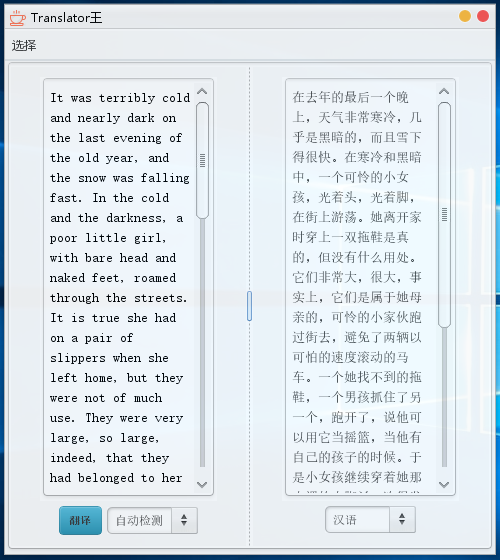 Translator王
选择
It was terribly cold
and nearly dark on
the last evening of
the old year, and
the snow was falling
fast. In the cold
and the darkness, a
poor little girl,
with bare head and
naked feet, roamed
through the streets.
It is true she had
on a pair of
slippers when she
left home, but they
were not of much
use. They were very
large, so large,
indeed, that they
had belonged to her
在去年的最后一个晚
上，天气非常寒冷，几
乎是黑暗的，而且雪下
得很快。在寒冷和黑暗
中，一个可怜的小女
孩，光着头，光着脚，
在街上游荡。她离开家
时穿上一双拖鞋是真
的，但没有什么用处。
它们非常大，很大，事
实上，它们是属于她母
亲的，可怜的小家伙跑
过街去，避免了两辆以
可怕的速度滚动的马
车。一个她找不到的拖
鞋，一个男孩抓住了另
一个，跑开了，说他可
以用它当摇篮，当他有
自己的孩子的时候。于
是小女孩继续穿着她那
翻译
自动检测
汉语